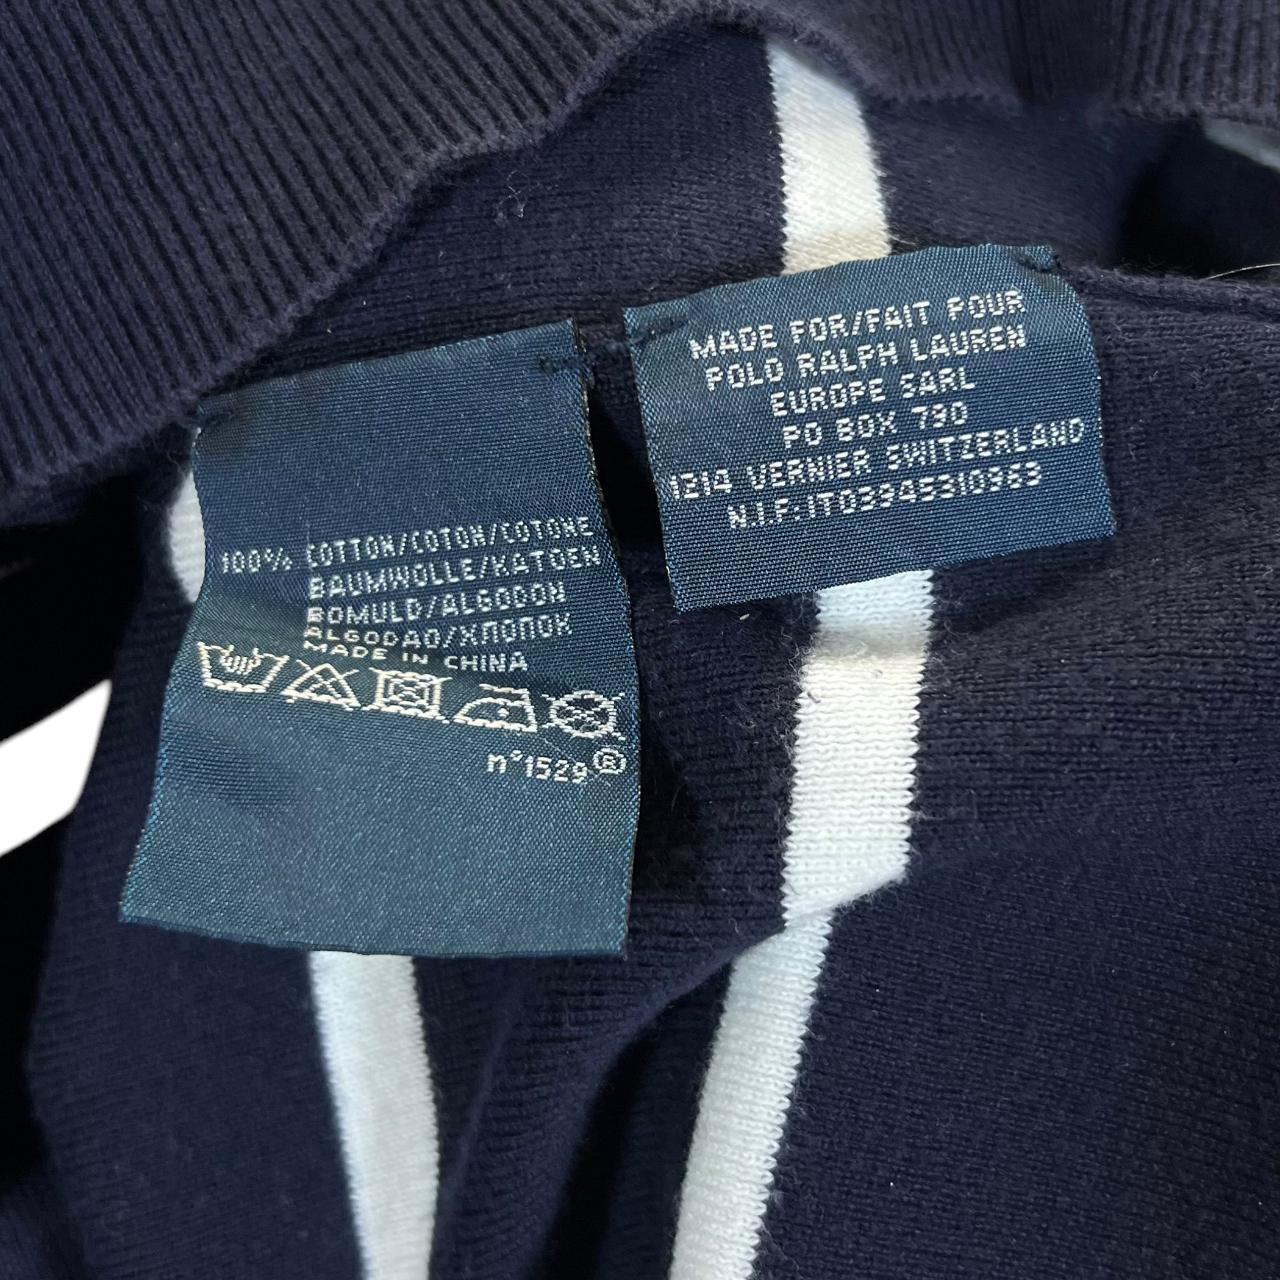 100% COTTON/COTON/COTONE
BAUMWOLLE/KATOEN
BOMULD/ALGODON
ALGODAO/ХЛОПОК
MADE IN CHINA
n°1529®
MADE FOR/FAIT POUR
POLO RALPH LAUREN
EUROPE SARL
PO BOX 790
1214 VERNIER SWITZERLAND
N.I.F:IT03945310963